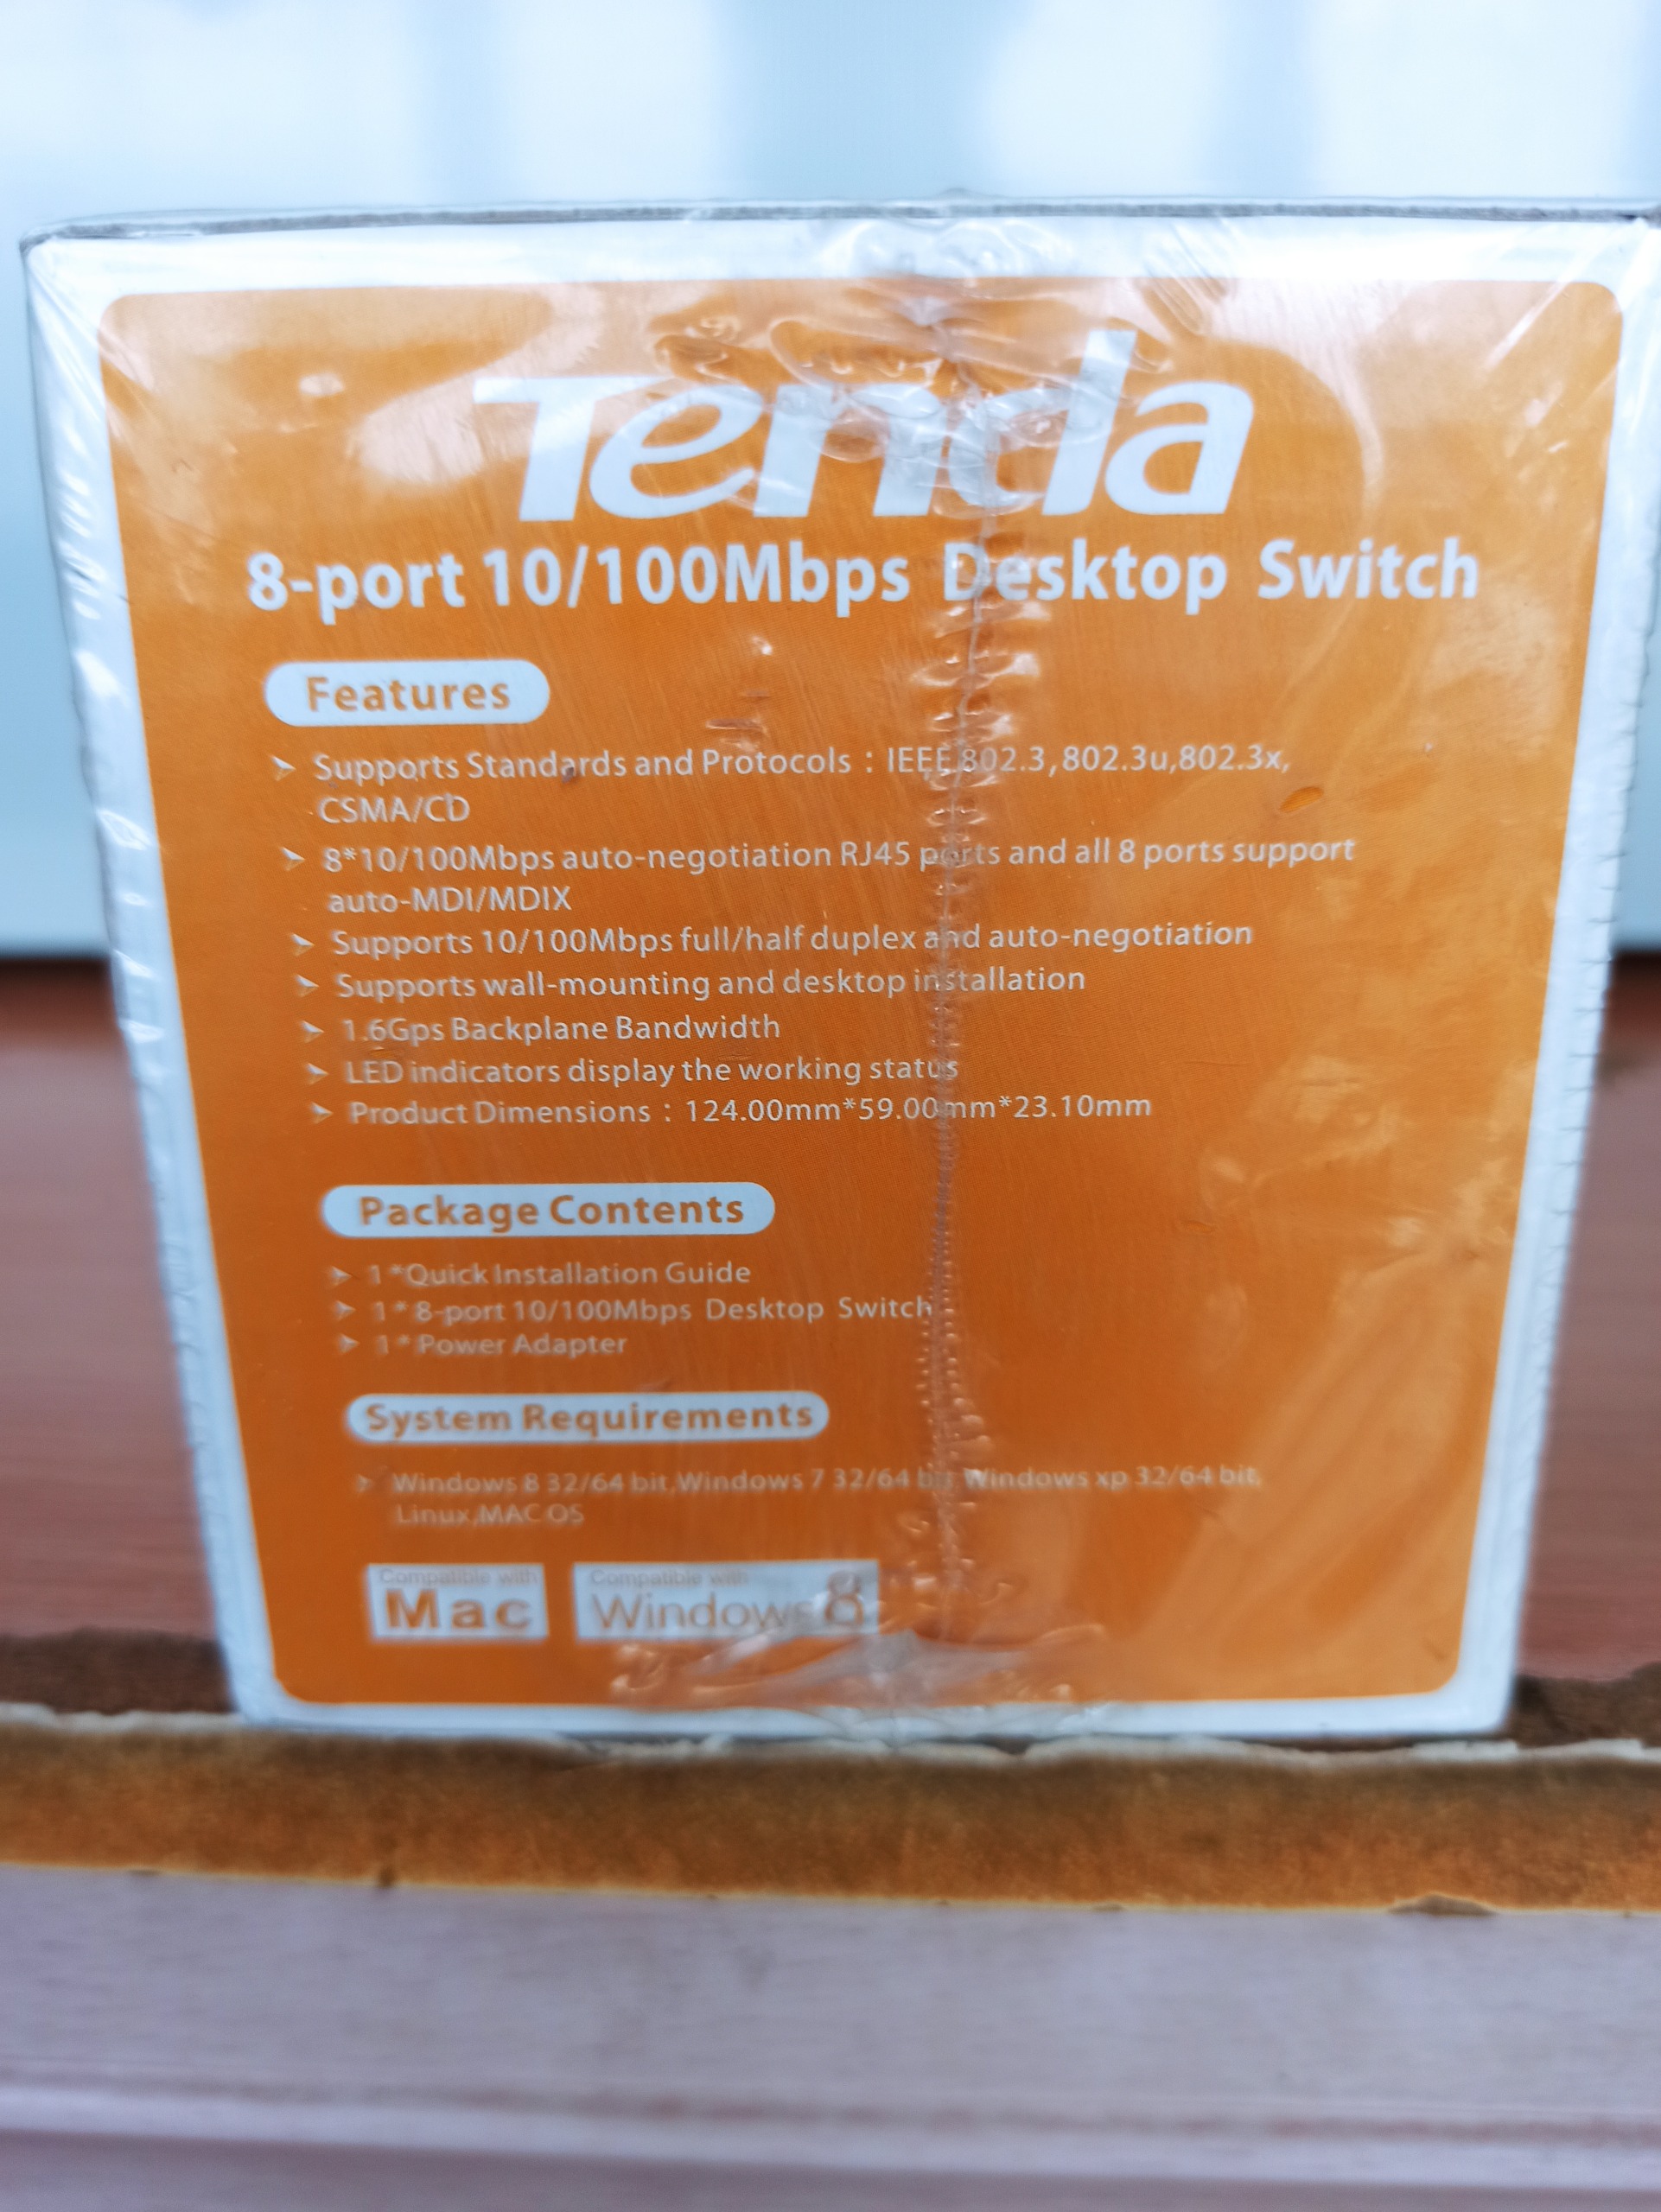 Tenda
8-port 10/100Mbps Desktop Switch
Features
➤ Supports Standards and Protocols : IEEE 802.3,802.3u,802.3x,
CSMA/CD
➤ 8*10/100Mbps auto-negotiation RJ45 ports and all 8 ports support
auto-MDI/MDIX
➤ Supports 10/100Mbps full/half duplex and auto-negotiation
➤ Supports wall-mounting and desktop installation
➤ 1.6Gps Backplane Bandwidth
➤ LED indicators display the working status
➤ Product Dimensions : 124.00mm*59.00mm*23.10mm
Package Contents
➤ 1*Quick Installation Guide
➤ 1* 8-port 10/100Mbps Desktop Switch
➤ 1* Power Adapter
System Requirements
➤ Windows 8 32/64 bit,Windows 7 32/64 bit,Windows xp 32/64 bit,
Linux,MAC OS
Compatible with
Mac
Compatible with
Windows 8